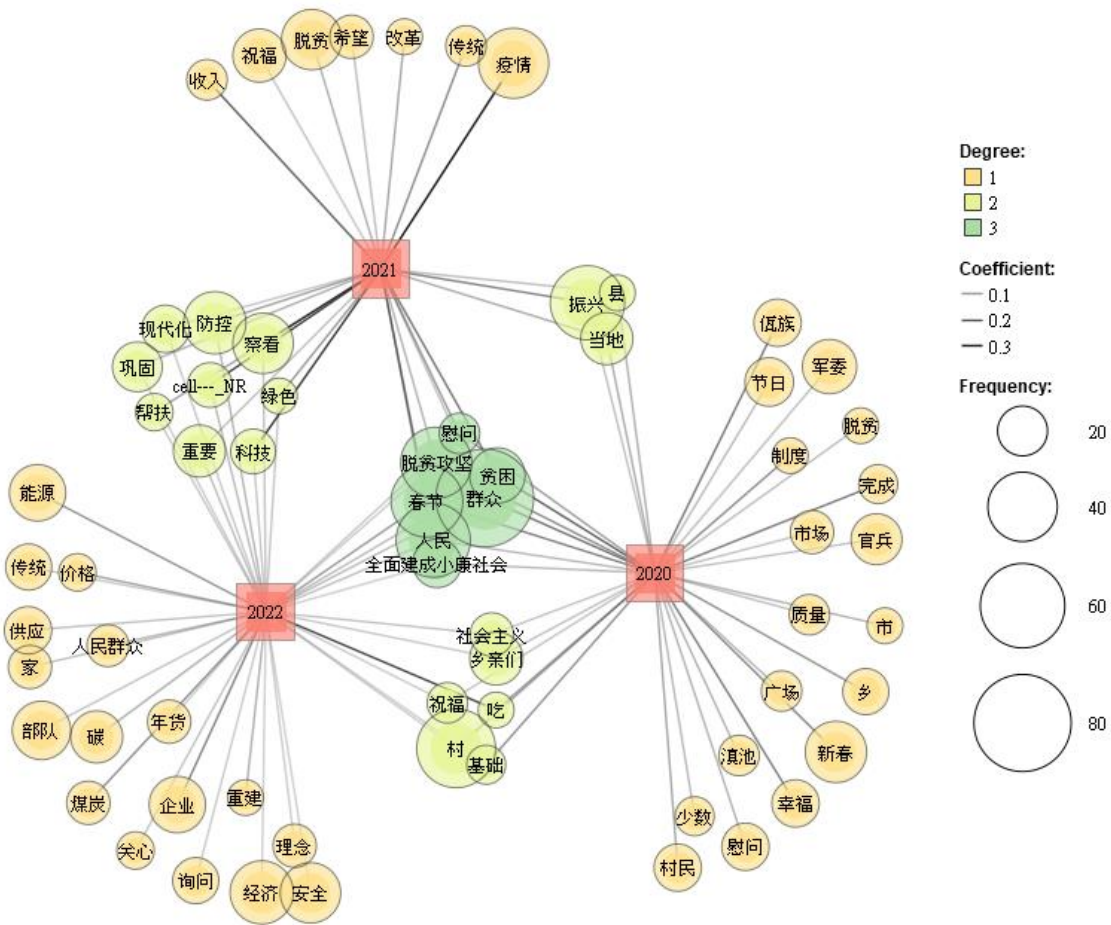 脱贫
希望
改革
传统
祝福
疫情
收入
2021
Degree:
1
2
3
Coefficient:
0.1
0.2
0.3
Frequency:
20
40
60
80
振兴
县
当地
现代化
防控
察看
巩固
cell---_NR
绿色
帮扶
重要
科技
佤族
节日
军委
脱贫
制度
完成
市场
官兵
慰问
脱贫攻坚
贫困
春节
群众
人民
全面建成小康社会
2020
质量
市
广场
乡
新春
滇池
幸福
少数
慰问
村民
社会主义
乡亲们
祝福
吃
村
基础
2022
能源
传统
价格
供应
人民群众
家
部队
碳
年货
煤炭
企业
重建
关心
理念
询问
经济
安全